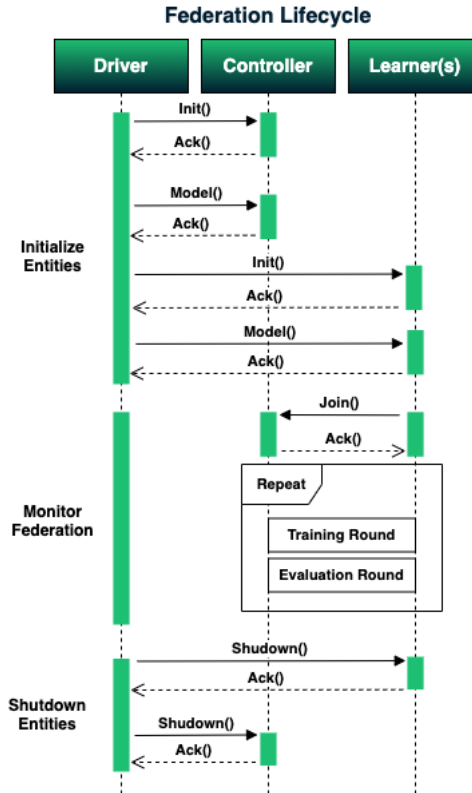 Federation Lifecycle
Driver
Controller
Learner(s)
Init()
Ack()
Model()
Ack()
Initialize
Entities
Init()
Ack()
Model()
Ack()
Join()
Ack()
Repeat
Monitor
Federation
Training Round
Evaluation Round
Shudown()
Ack()
Shutdown
Entities
Shudown()
Ack()